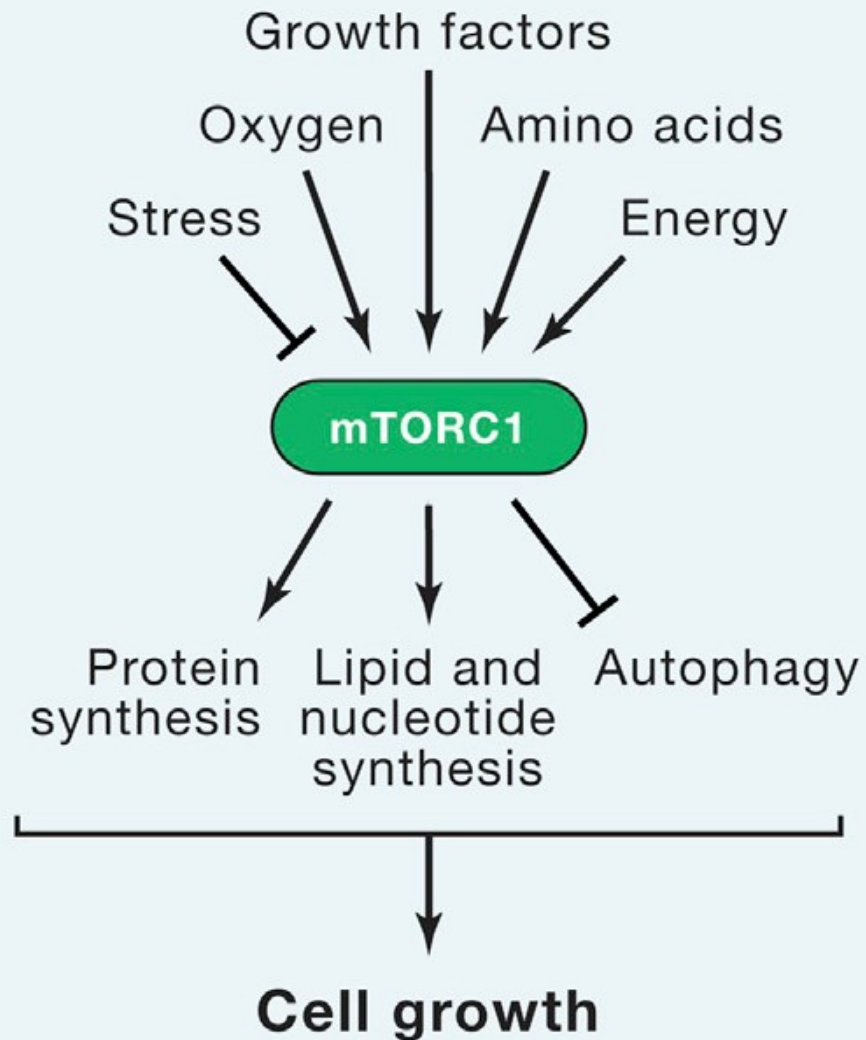 Growth factors
Oxygen
Amino acids
Stress
Energy
mTORC1
Protein
synthesis
Lipid and
nucleotide
synthesis
Autophagy
Cell growth